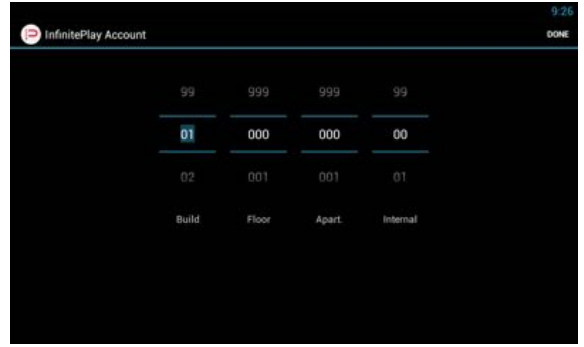 9:26
InfinitePlay Account
DONE
99 999 999 99
01 000 000 00
02 001 001 01
Build Floor Apart. Internal